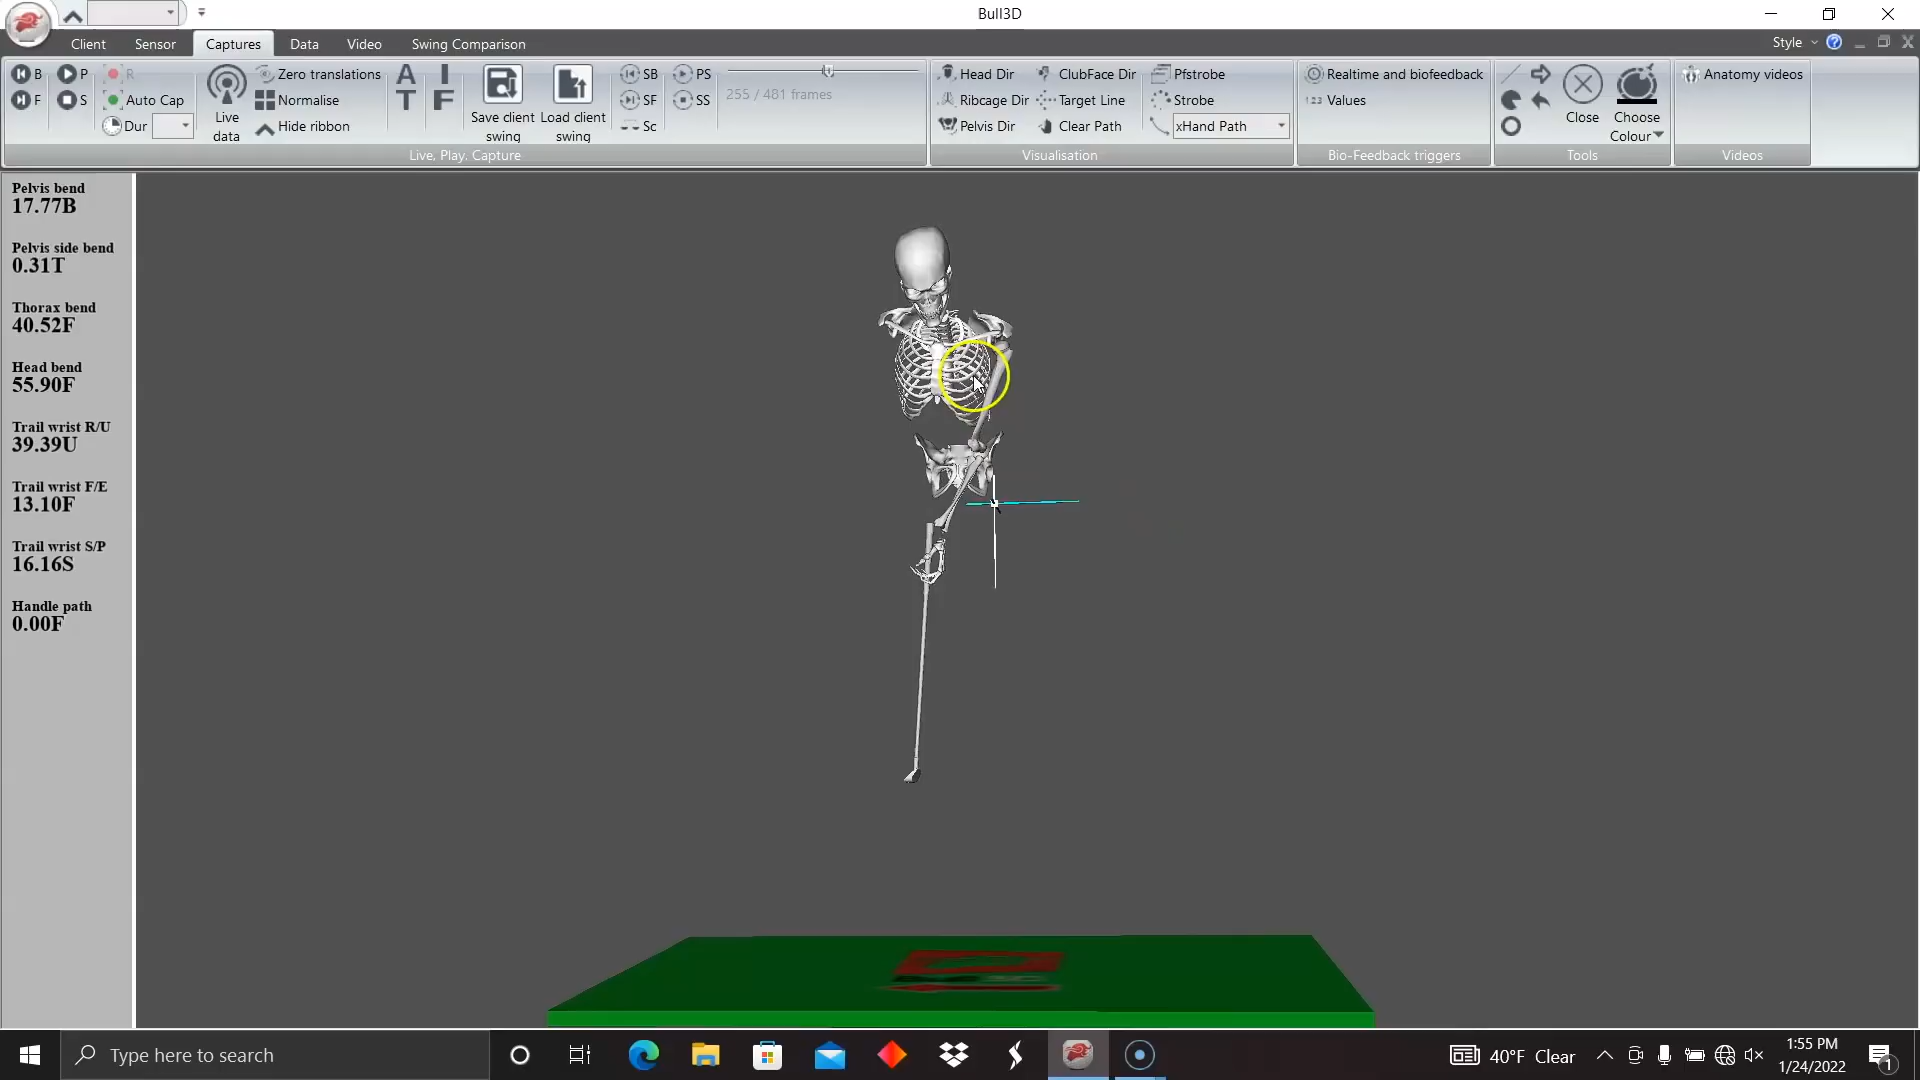 Bull3D
Client Sensor Captures Data Video Swing Comparison Style
B P R Zero translations A I SB PS Head Dir ClubFace Dir Pfstrobe Realtime and biofeedback Anatomy videos
F S Auto Cap Normalise T F SF SS 255 / 481 frames Ribcage Dir Target Line Strobe Values
Dur Live data Hide ribbon Save client swing Load client swing Sc Pelvis Dir Clear Path xHand Path Close Choose Colour
Live, Play, Capture Visualisation Bio-Feedback triggers Tools Videos
Pelvis bend
17.77B
Pelvis side bend
0.31T
Thorax bend
40.52F
Head bend
55.90F
Trail wrist R/U
39.39U
Trail wrist F/E
13.10F
Trail wrist S/P
16.16S
Handle path
0.00F
Type here to search 40°F Clear 1:55 PM
1/24/2022 1